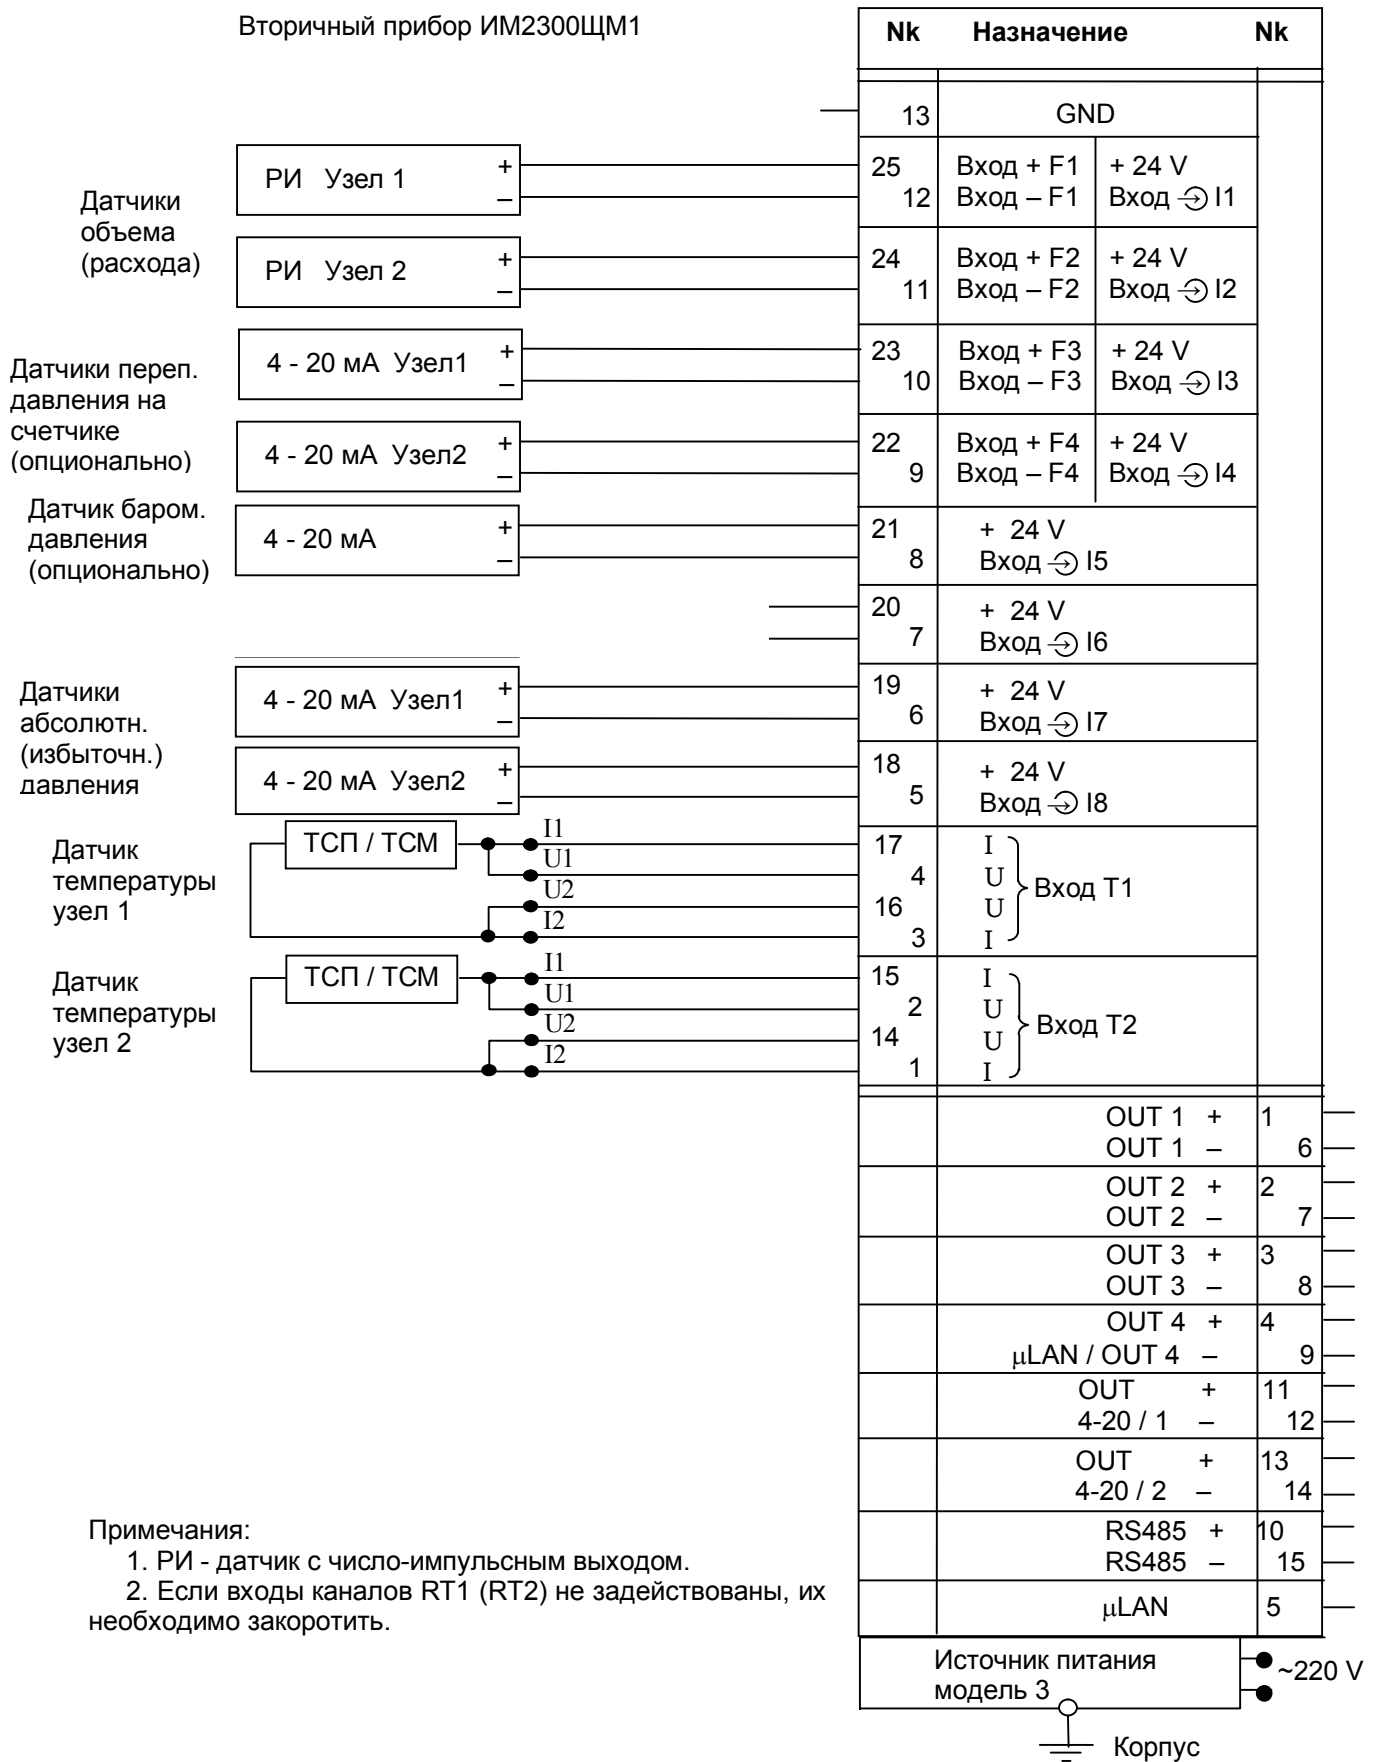 Вторичный прибор ИМ2300ЩМ1
Nk Назначение Nk
13 GND
Датчики
объема
(расхода)
РИ Узел 1 + –
25 Вход + F1 + 24 V
12 Вход – F1 Вход I1
РИ Узел 2 + –
24 Вход + F2 + 24 V
11 Вход – F2 Вход I2
Датчики переп.
давления на
счетчике
(опционально)
4 - 20 мА Узел1 + –
23 Вход + F3 + 24 V
10 Вход – F3 Вход I3
4 - 20 мА Узел2 + –
22 Вход + F4 + 24 V
9 Вход – F4 Вход I4
Датчик баром.
давления
(опционально)
4 - 20 мА + –
21 + 24 V
8 Вход I5
20 + 24 V
7 Вход I6
Датчики
абсолютн.
(избыточн.)
давления
4 - 20 мА Узел1 + –
19 + 24 V
6 Вход I7
4 - 20 мА Узел2 + –
18 + 24 V
5 Вход I8
Датчик
температуры
узел 1
ТСП / ТСМ
I1 17 I
U1 4 U
Вход T1
U2 16 U
I2 3 I
Датчик
температуры
узел 2
ТСП / ТСМ
I1 15 I
U1 2 U
Вход T2
U2 14 U
I2 1 I
OUT 1 + 1
OUT 1 – 6
OUT 2 + 2
OUT 2 – 7
OUT 3 + 3
OUT 3 – 8
OUT 4 + 4
μLAN / OUT 4 – 9
OUT + 11
4-20 / 1 – 12
OUT + 13
4-20 / 2 – 14
RS485 + 10
RS485 – 15
μLAN 5
Примечания:
1. РИ - датчик с число-импульсным выходом.
2. Если входы каналов RT1 (RT2) не задействованы, их
необходимо закоротить.
Источник питания
модель 3
~220 V
Корпус